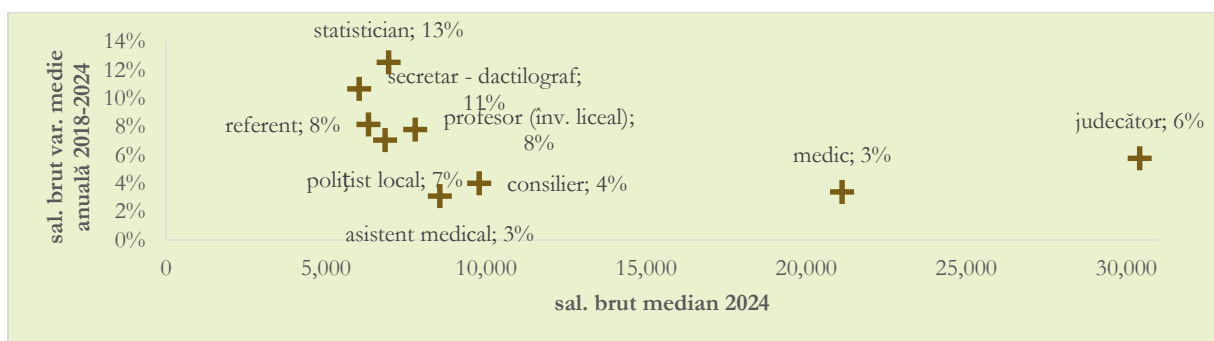 statistician; 13%
14%
12%
10%
8%
6%
4%
2%
0%
sal. brut var. medie
anuală 2018-2024
secretar - dactilograf;
11%
referent; 8%
profesor (înv. liceal);
8%
polițist local; 7%
consilier; 4%
asistent medical; 3%
medic; 3%
judecător; 6%
0
5,000
10,000
15,000
20,000
25,000
30,000
sal. brut median 2024